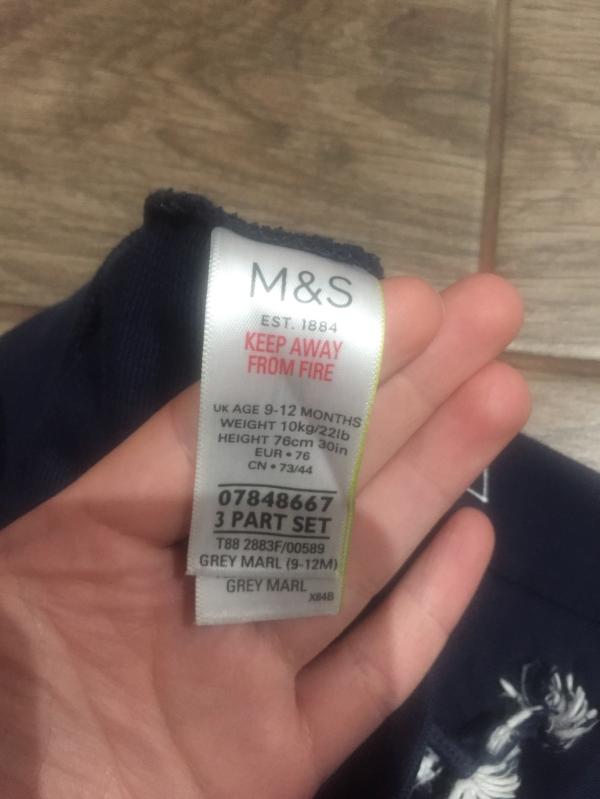 M&S
EST. 1884
KEEP AWAY
FROM FIRE
UK AGE 9-12 MONTHS
WEIGHT 10kg/22lb
HEIGHT 76cm 30in
EUR • 76
CN • 73/44
07848667
3 PART SET
T88 2883F/00589
GREY MARL (9-12M)
GREY MARL
X84B